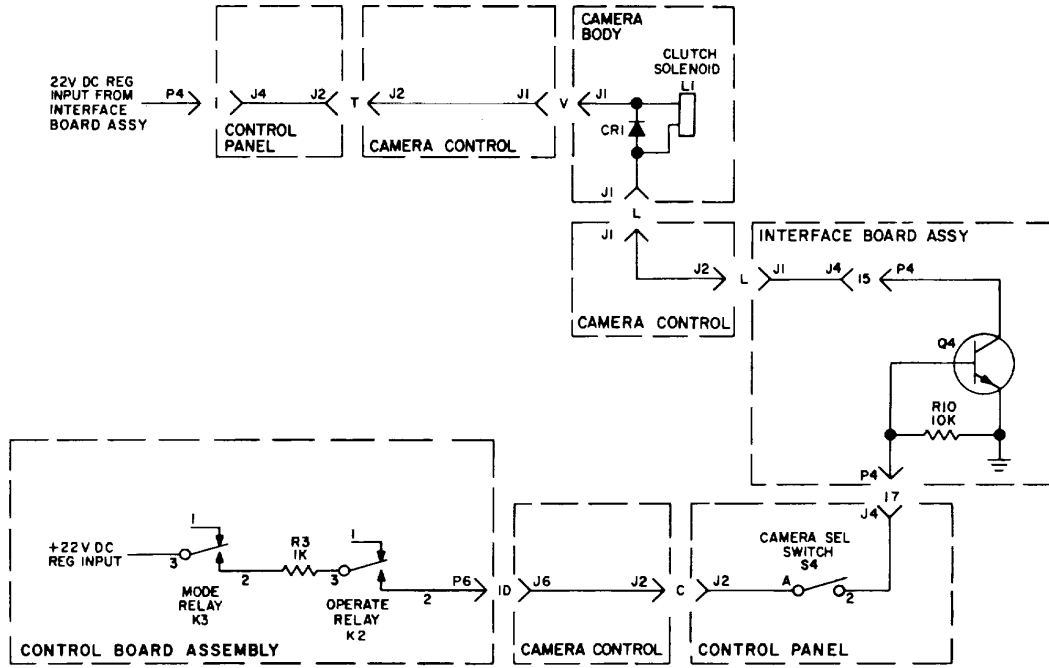 CAMERA
BODY
CLUTCH
SOLENOID
L1
22V DC REG
INPUT FROM
INTERFACE
BOARD ASSY
P4
I
J4
J2
T
J2
J1
V
J1
CR1
CONTROL
PANEL
CAMERA CONTROL
J1
L
J1
INTERFACE BOARD ASSY
J2
L
J1
J4
15
P4
CAMERA CONTROL
Q4
R10
10K
P4
17
J4
+22V DC
REG INPUT
1
3
2
R3
1K
1
3
2
P6
1D
J6
J2
C
J2
CAMERA SEL
SWITCH
S4
A
2
MODE
RELAY
K3
OPERATE
RELAY
K2
CONTROL BOARD ASSEMBLY
CAMERA CONTROL
CONTROL PANEL